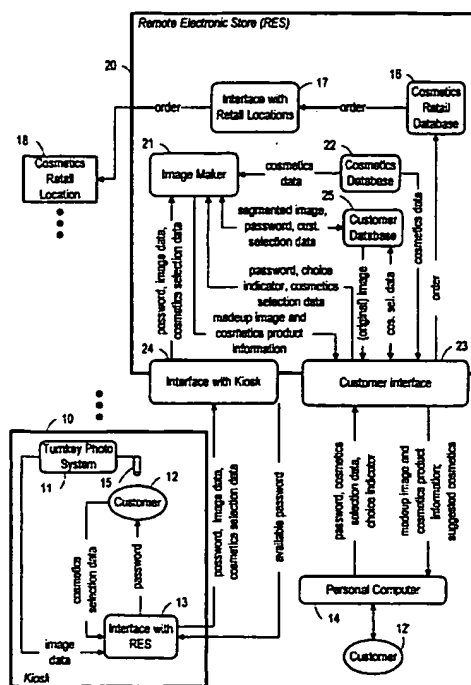 Remote Electronic Store (RES)
20
17
16
order
Interface with
Retail Locations
order
Cosmetics
Retail
Database
18
Cosmetics
Retail
Location
21
Image Maker
cosmetics
data
22
Cosmetics
Database
25
Customer
Database
segmented image,
password, cust.
selection data
password, image data,
cosmetics selection data
password, choice
indicator, cosmetics
selection data
(original) image
cos. sel. data
cosmetics data
order
madeup image and
cosmetics product
information
24
Interface with Kiosk
23
Customer Interface
10
Turnkey Photo
System
11
15
12
Customer
cosmetics
selection data
password
13
Interface with
RES
image
data
Kiosk
password, image data,
cosmetics selection data
available password
password, cosmetics
selection data,
choice indicator
madeup image and
cosmetics product
information;
suggested cosmetics
Personal Computer
14
Customer
12'